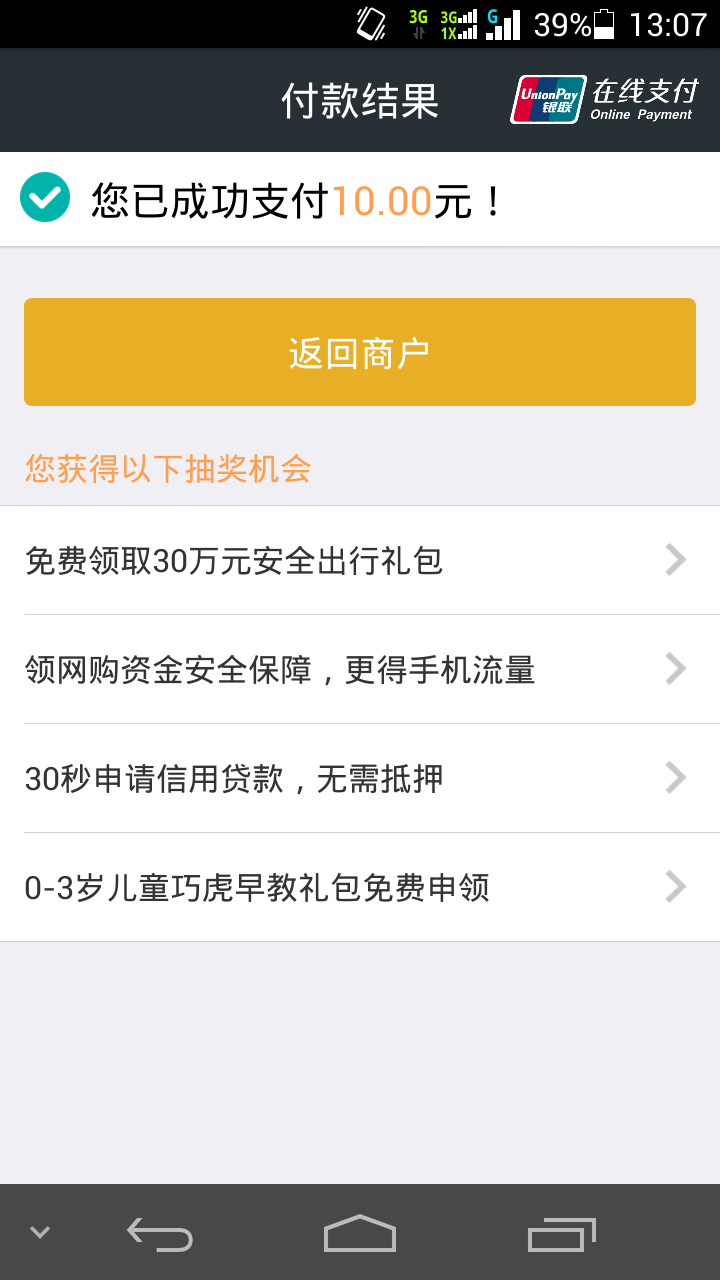 3G 3G 1X G 39% 13:07
付款结果
UnionPay 银联 在线支付
Online Payment
您已成功支付10.00元！
返回商户
您获得以下抽奖机会
免费领取30万元安全出行礼包
领网购资金安全保障，更得手机流量
30秒申请信用贷款，无需抵押
0-3岁儿童巧虎早教礼包免费申领